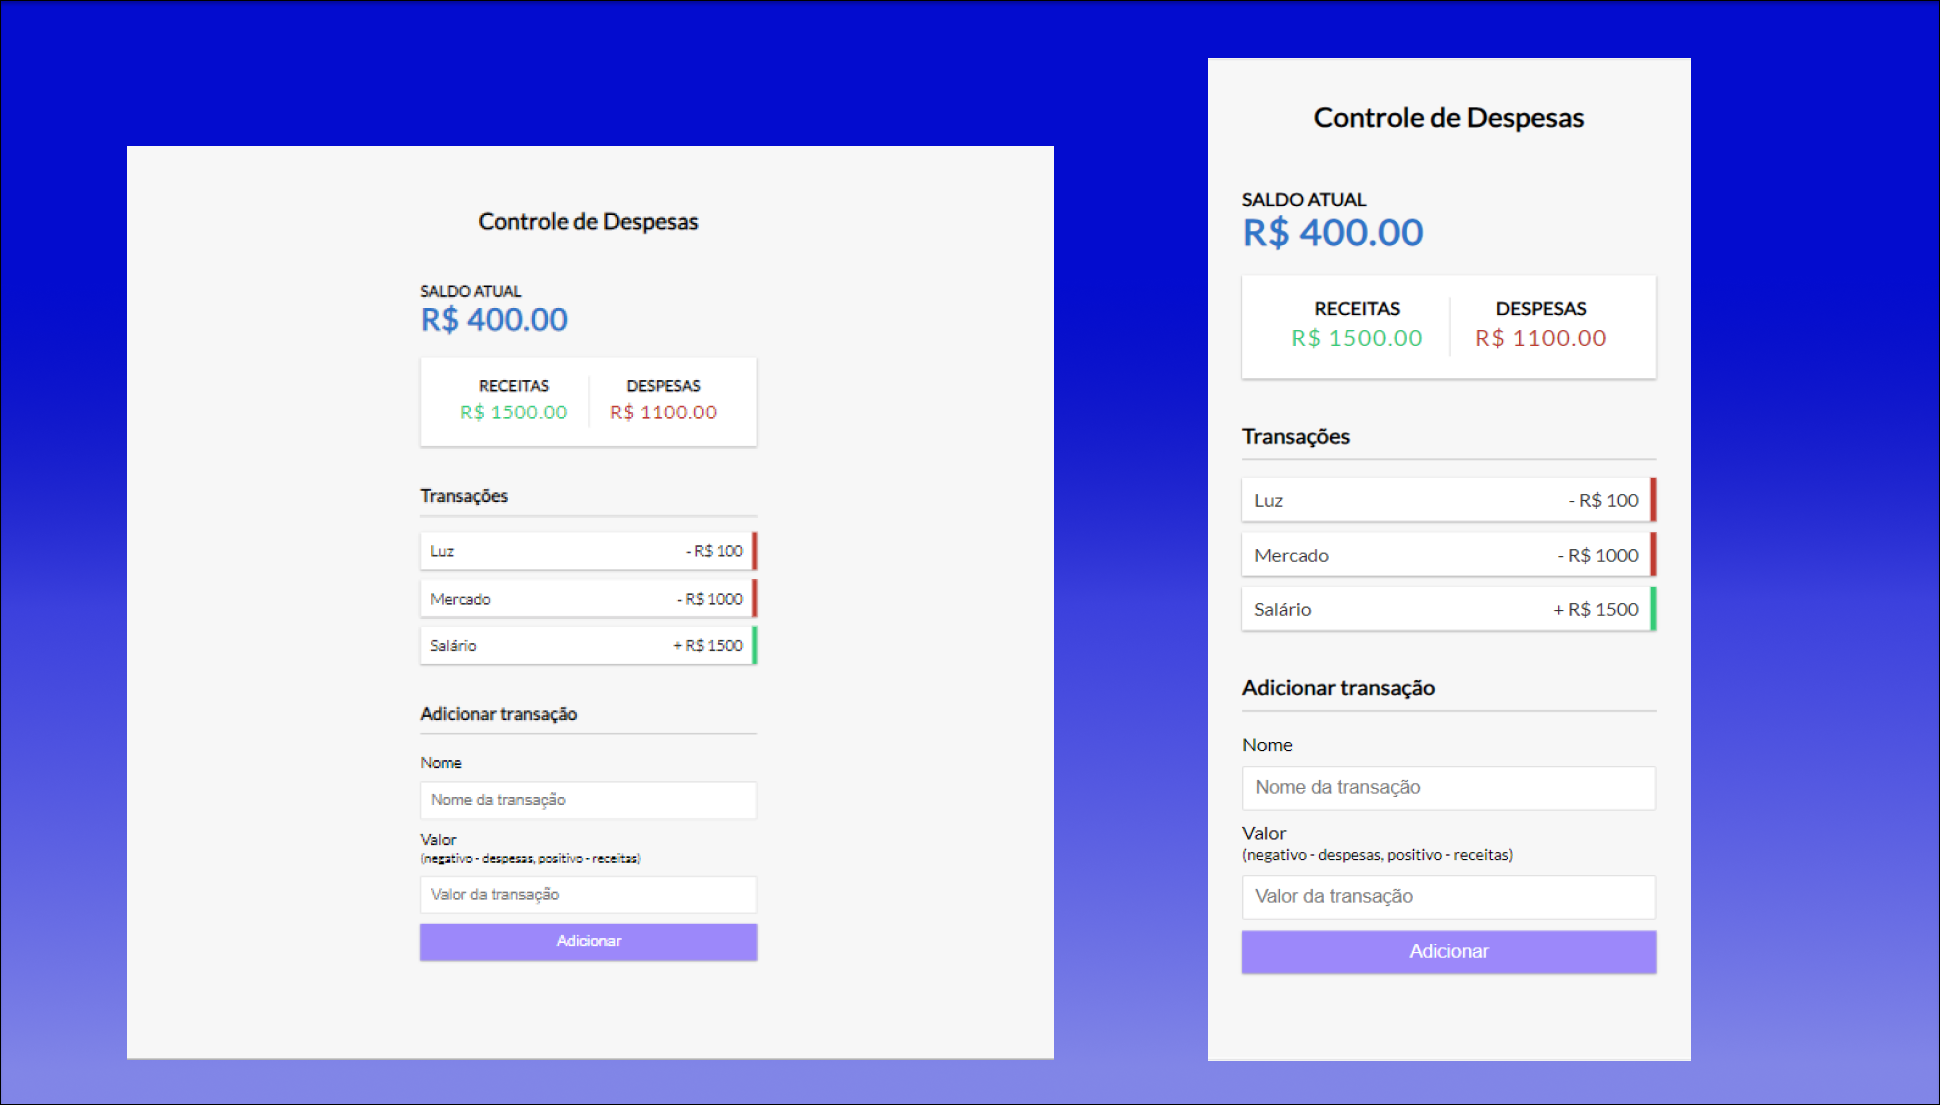 Controle de Despesas
SALDO ATUAL
R$ 400.00
RECEITAS
R$ 1500.00
DESPESAS
R$ 1100.00
Transações
Luz - R$ 100
Mercado - R$ 1000
Salário + R$ 1500
Adicionar transação
Nome
Nome da transação
Valor
(negativo - despesas, positivo - receitas)
Valor da transação
Adicionar
Controle de Despesas
SALDO ATUAL
R$ 400.00
RECEITAS
R$ 1500.00
DESPESAS
R$ 1100.00
Transações
Luz - R$ 100
Mercado - R$ 1000
Salário + R$ 1500
Adicionar transação
Nome
Nome da transação
Valor
(negativo - despesas, positivo - receitas)
Valor da transação
Adicionar